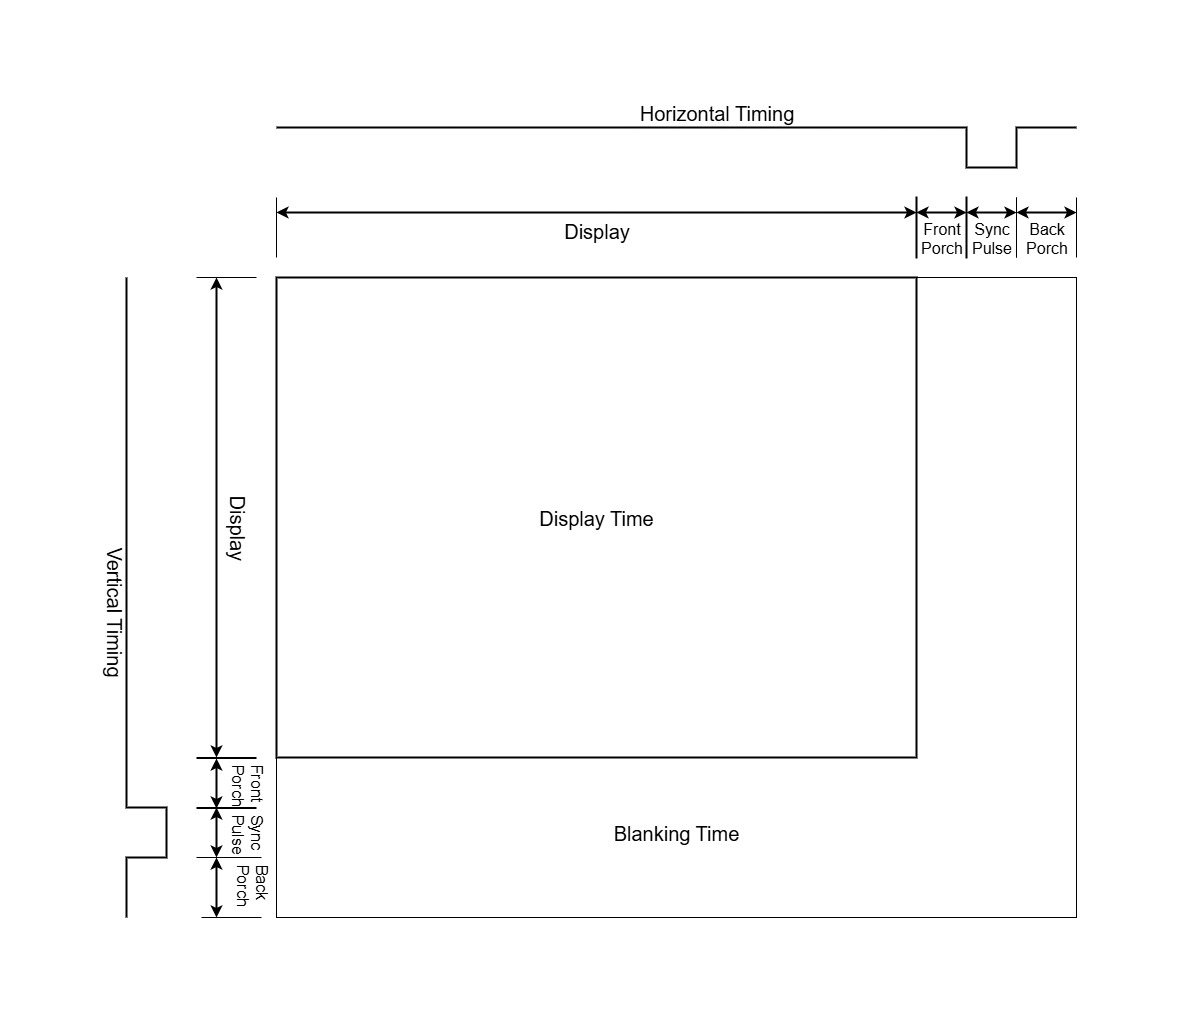 Horizontal Timing
Display
Front
Porch
Sync
Pulse
Back
Porch
Vertical Timing
Display
Front
Porch
Sync
Pulse
Back
Porch
Display Time
Blanking Time